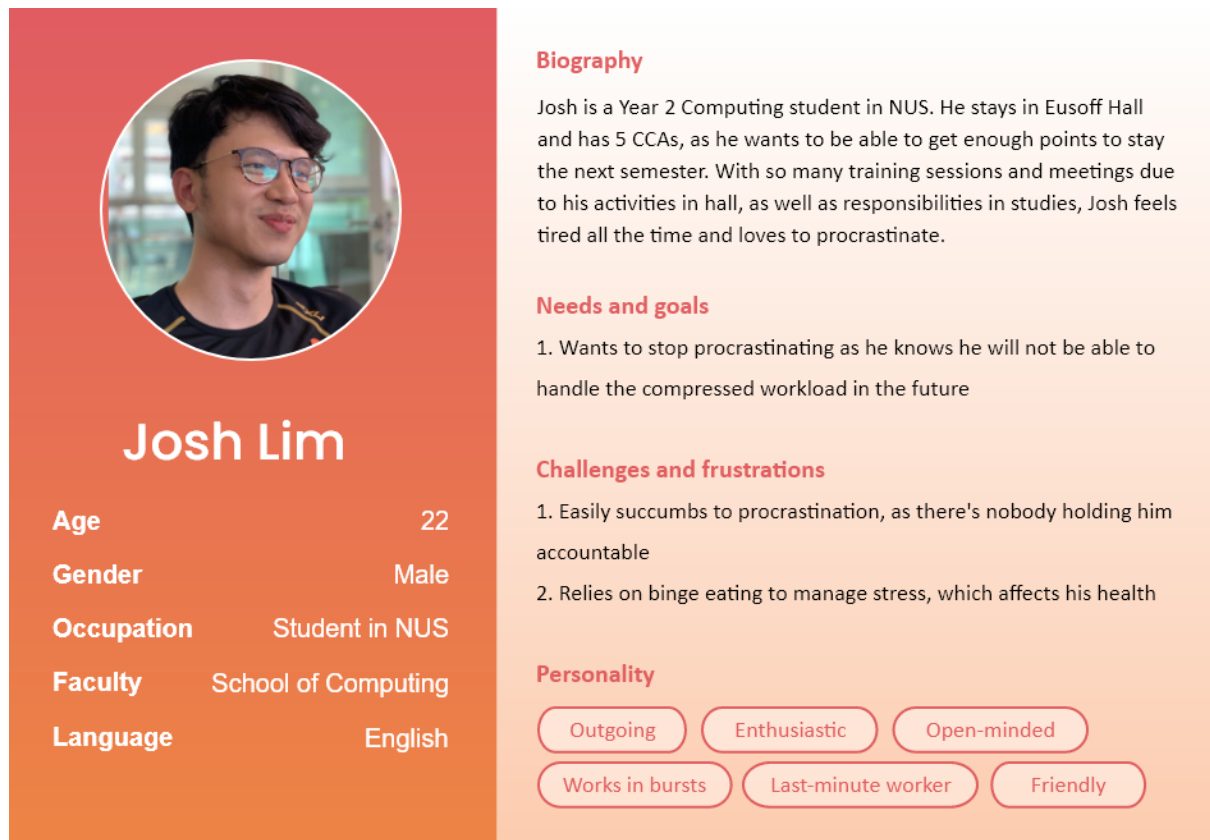 Josh Lim
Age 22
Gender Male
Occupation Student in NUS
Faculty School of Computing
Language English
Biography
Josh is a Year 2 Computing student in NUS. He stays in Eusoff Hall
and has 5 CCAs, as he wants to be able to get enough points to stay
the next semester. With so many training sessions and meetings due
to his activities in hall, as well as responsibilities in studies, Josh feels
tired all the time and loves to procrastinate.
Needs and goals
1. Wants to stop procrastinating as he knows he will not be able to
handle the compressed workload in the future
Challenges and frustrations
1. Easily succumbs to procrastination, as there's nobody holding him
accountable
2. Relies on binge eating to manage stress, which affects his health
Personality
Outgoing Enthusiastic Open-minded
Works in bursts Last-minute worker Friendly